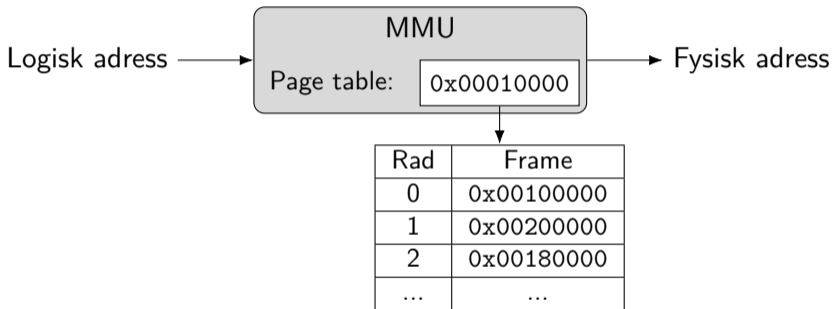 MMU
Logisk adress
Fysisk adress
Page table: 0x00010000
Rad Frame
0 0x00100000
1 0x00200000
2 0x00180000
... ...